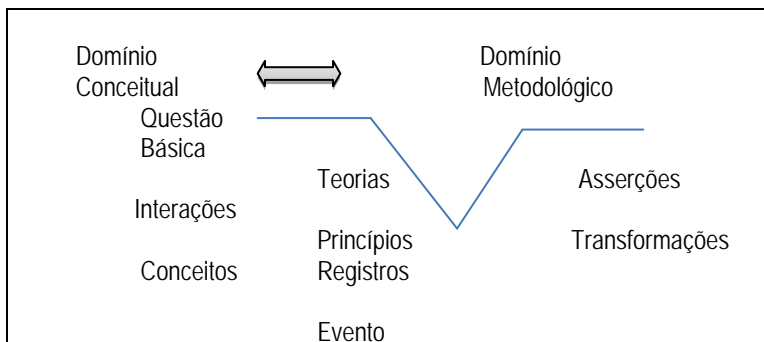 Domínio
Conceitual
Domínio
Metodológico
Questão
Básica
Teorias
Asserções
Interações
Princípios
Transformações
Conceitos
Registros
Evento